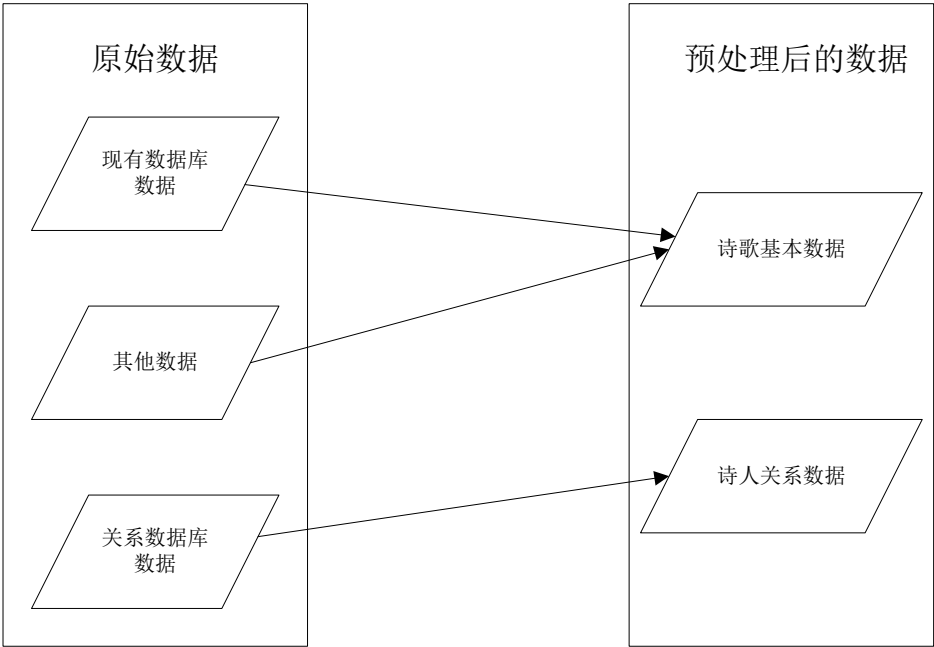 原始数据
现有数据库
数据
其他数据
关系数据库
数据
预处理后的数据
诗歌基本数据
诗人关系数据